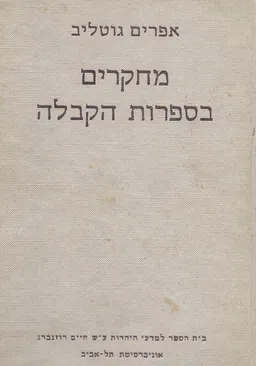 אפרים גוטליב
מחקרים
בספרות הקבלה
בית הספר למדעי היהדות ע״ש חיים רוזנברג
אוניברסיטת תל-אביב